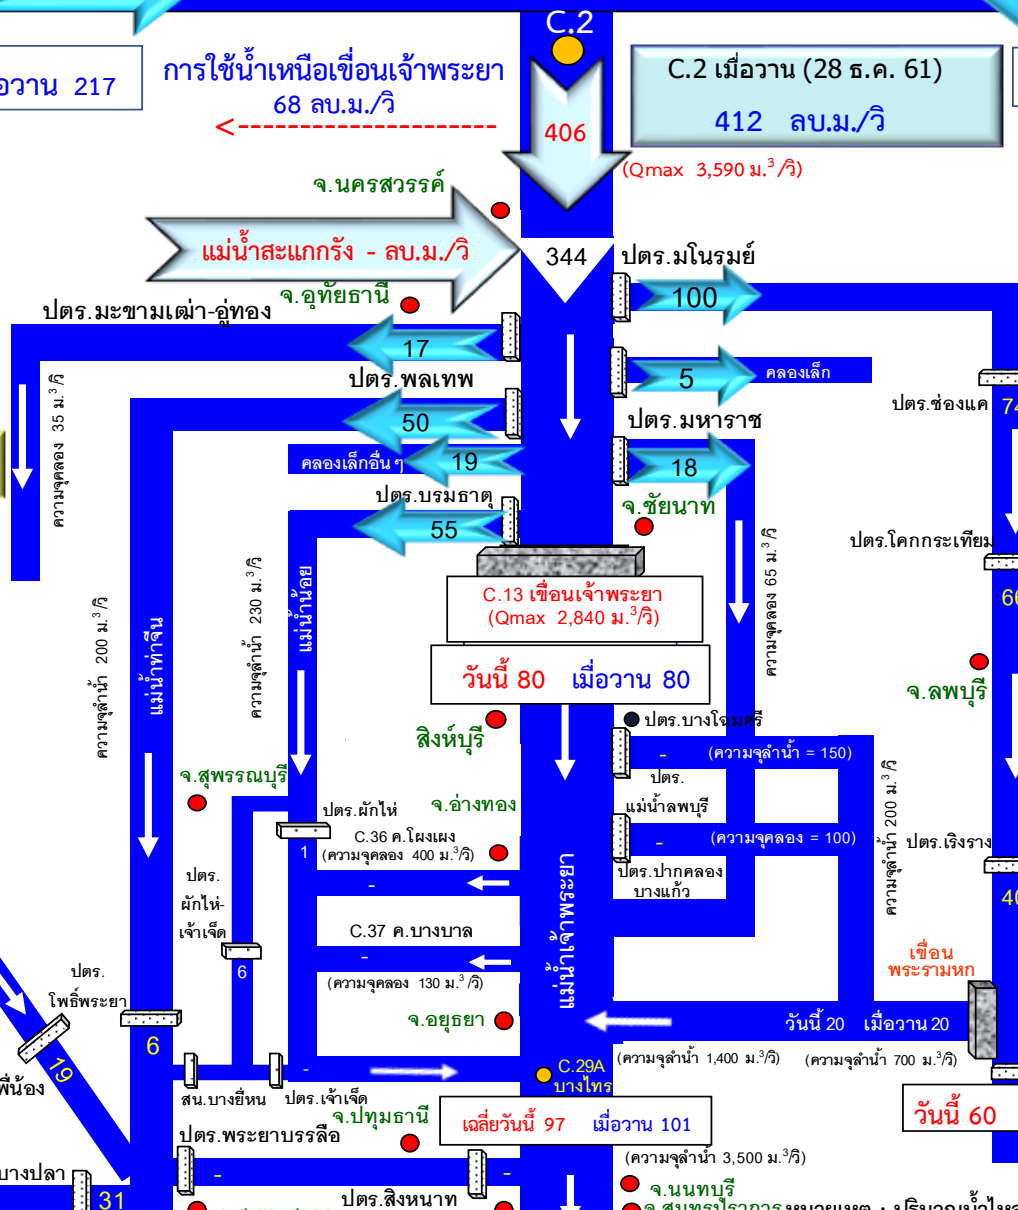 C.2
อวาน 217
การใช้น้ำเหนือเขื่อนเจ้าพระยา
68 ลบ.ม./วิ
C.2 เมื่อวาน (28 ธ.ค. 61)
412 ลบ.ม./วิ
406
(Qmax 3,590 ม.³/วิ)
จ.นครสวรรค์
แม่น้ำสะแกกรัง - ลบ.ม./วิ
344
ปตร.มโนรมย์
100
จ.อุทัยธานี
ปตร.มะขามเฒ่า-อู่ทอง
17
ความจุคลอง 35 ม.³/วิ
5
คลองเล็ก
ปตร.พลเทพ
50
ปตร.ช่องแค
74
ปตร.มหาราช
18
คลองเล็กอื่น ๆ
19
ปตร.บรมธาตุ
55
จ.ชัยนาท
ปตร.โคกกระเทียม
66
C.13 เขื่อนเจ้าพระยา
(Qmax 2,840 ม.³/วิ)
วันนี้ 80 เมื่อวาน 80
ความจุลำน้ำ 200 ม.³/วิ
แม่น้ำท่าจีน
ความจุลำน้ำ 230 ม.³/วิ
แม่น้ำน้อย
ความจุคลอง 65 ม.³/วิ
จ.ลพบุรี
สิงห์บุรี
ปตร.บางโฉมศรี
-
(ความจุลำน้ำ = 150)
ปตร.
แม่น้ำลพบุรี
-
(ความจุคลอง = 100)
ความจุลำน้ำ 200 ม.³/วิ
ปตร.เริงราง
40
ปตร.ปากคลอง
บางแก้ว
จ.สุพรรณบุรี
จ.อ่างทอง
ปตร.ผักไห่
1
C.36 ค.โผงเผง
(ความจุคลอง 400 ม.³/วิ)
-
ปตร.
ผักไห่-
เจ้าเจ็ด
6
C.37 ค.บางบาล
-
(ความจุคลอง 130 ม.³/วิ)
แม่น้ำเจ้าพระยา
เขื่อน
พระรามหก
ปตร.
โพธิ์พระยา
6
19
พี่น้อง
จ.อยุธยา
วันนี้ 20 เมื่อวาน 20
(ความจุลำน้ำ 1,400 ม.³/วิ)
(ความจุลำน้ำ 700 ม.³/วิ)
C.29A
บางไทร
สน.บางยี่หน
ปตร.เจ้าเจ็ด
-
จ.ปทุมธานี
เฉลี่ยวันนี้ 97 เมื่อวาน 101
วันนี้ 60
ปตร.พระยาบรรลือ
-
-
(ความจุลำน้ำ 3,500 ม.³/วิ)
บางปลา
31
ปตร.สิงหนาท
จ.นนทบุรี
จ.สมุทรปราการ
หมายเหตุ : ปริมาณน้ำไหล